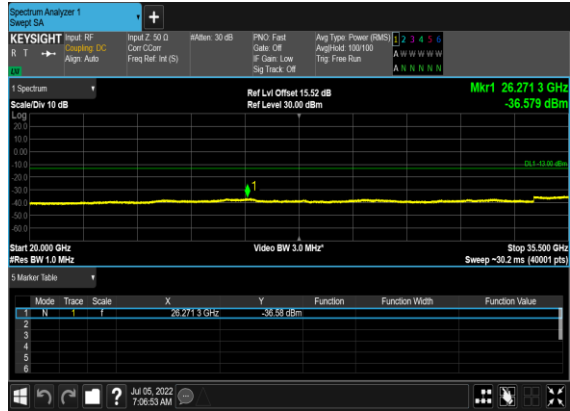 Spectrum Analyzer 1
Swept SA
+
KEYSIGHT Input: RF Input Z: 50 Ω #Atten: 30 dB PNO: Fast Avg Type: Power (RMS) 1 2 3 4 5 6
R T Coupling: DC Corr CCorr Gate: Off Avg|Hold: 100/100 A W W W W W
Align: Auto Freq Ref: Int (S) IF Gain: Low Trig: Free Run
Sig Track: Off A N N N N N
1 Spectrum Ref Lvl Offset 15.52 dB Mkr1 26.271 3 GHz
Scale/Div 10 dB Ref Level 30.00 dBm -36.579 dBm
Log
20.0
10.0
0.00
-10.0
DL1 -13.00 dBm
-20.0
1
-30.0
-40.0
-50.0
-60.0
Start 20.000 GHz Video BW 3.0 MHz* Stop 35.500 GHz
#Res BW 1.0 MHz Sweep ~30.2 ms (40001 pts)
5 Marker Table
Mode Trace Scale X Y Function Function Width Function Value
1 N 1 f 26.271 3 GHz -36.58 dBm
2
3
4
5
6
? Jul 05, 2022
7:06:53 AM